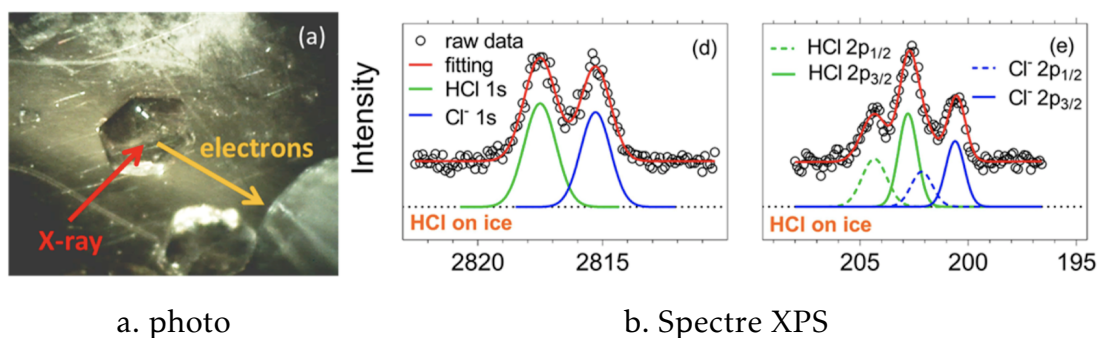 (a)
electrons
X-ray
Intensity
raw data
fitting
HCl 1s
Cl⁻ 1s
(d)
HCl on ice
2820
2815
HCl 2p1/2
HCl 2p3/2
(e)
Cl⁻ 2p1/2
Cl⁻ 2p3/2
HCl on ice
205
200
195
a. photo
b. Spectre XPS